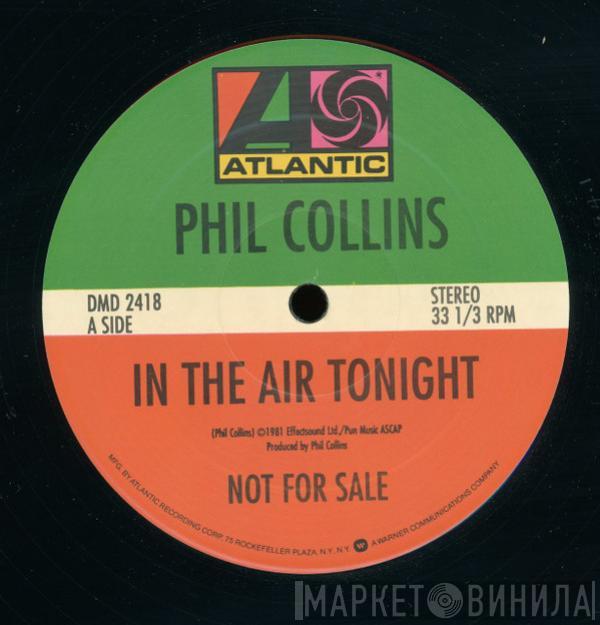 ATLANTIC
PHIL COLLINS
DMD 2418
A SIDE
STEREO
33 1/3 RPM
IN THE AIR TONIGHT
(Phil Collins) ©1981 Effectsound Ltd./Pun Music ASCAP
Produced by Phil Collins
NOT FOR SALE
MFG. BY ATLANTIC RECORDING CORP. 75 ROCKEFELLER PLAZA, N.Y. N.Y. A WARNER COMMUNICATIONS COMPANY
МАРКЕТ ВИНИЛА